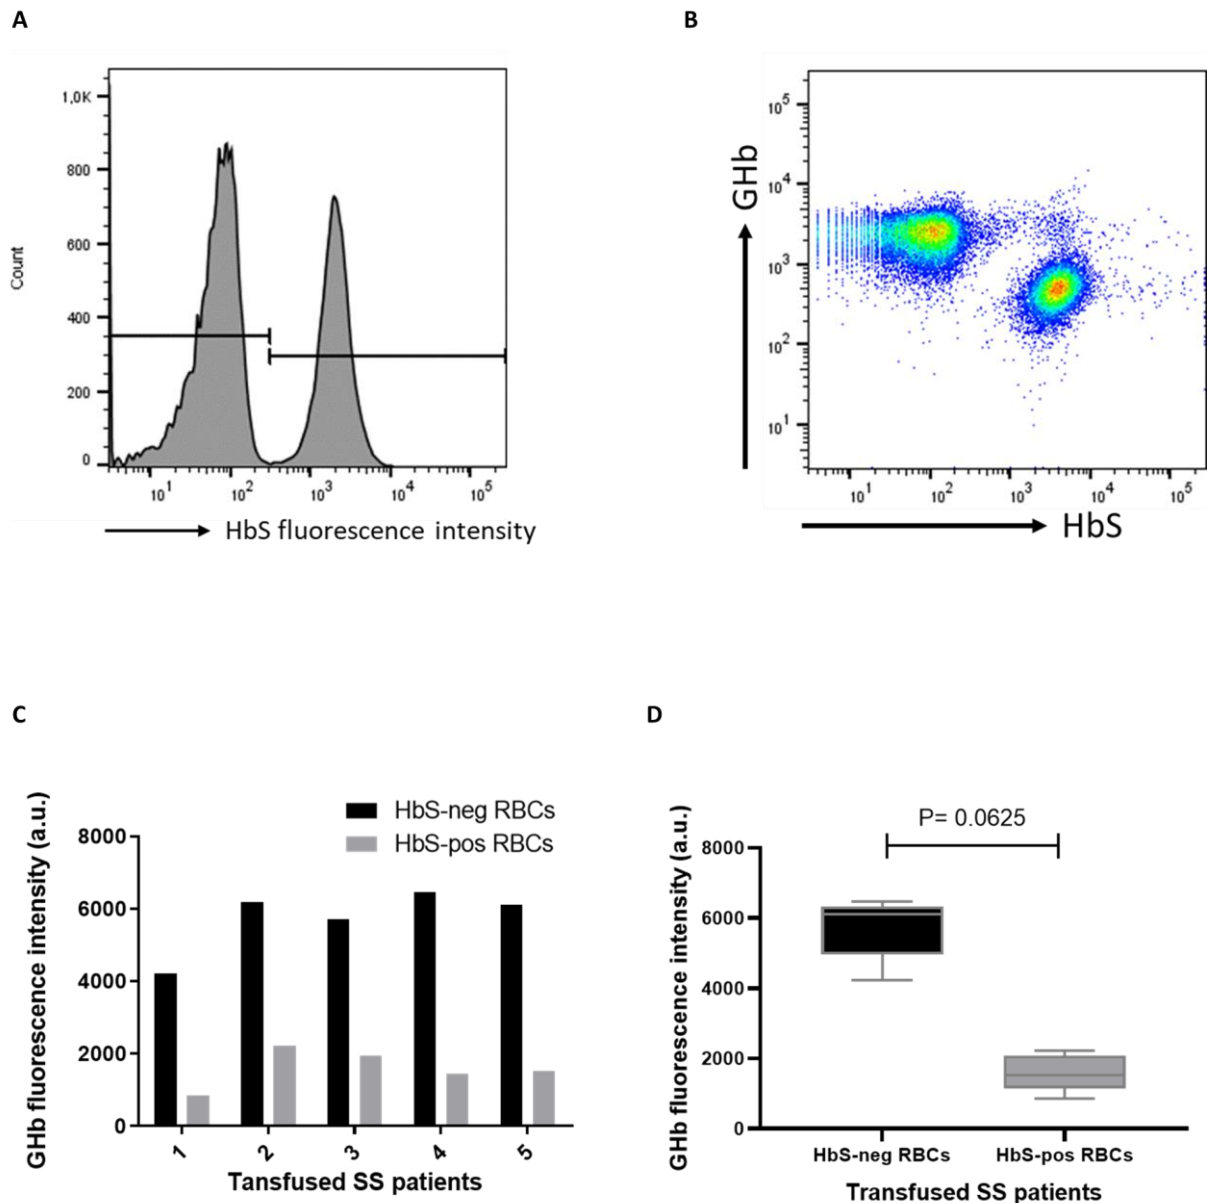 A
1,0K
800
600
400
200
0
Count
10^1 10^2 10^3 10^4 10^5
HbS fluorescence intensity
B
GHb
10^5
10^4
10^3
10^2
10^1
10^1 10^2 10^3 10^4 10^5
HbS
C
GHb fluorescence intensity (a.u.)
HbS-neg RBCs
HbS-pos RBCs
8000
6000
4000
2000
0
1 2 3 4 5
Tansfused SS patients
D
GHb fluorescence intensity (a.u.)
P= 0.0625
8000
6000
4000
2000
0
HbS-neg RBCs HbS-pos RBCs
Transfused SS patients